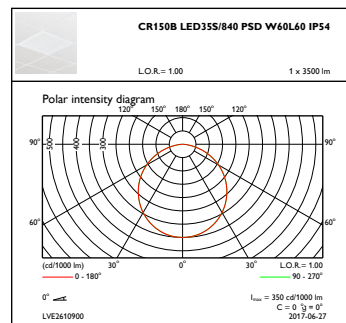 CR150B LED35S/840 PSD W60L60 IP54
L.O.R.= 1.00 1 x 3500 lm
Polar intensity diagram
120° 150° 180° 150° 120°
90° 500 400 300 90°
60° 60°
(cd/1000 lm) 30° 0° 30° L.O.R.= 1.00
0 - 180° 90 - 270°
0° Imax = 350 cd/1000 lm
C = 0 °g = 0°
LVE2610900 2017-06-27